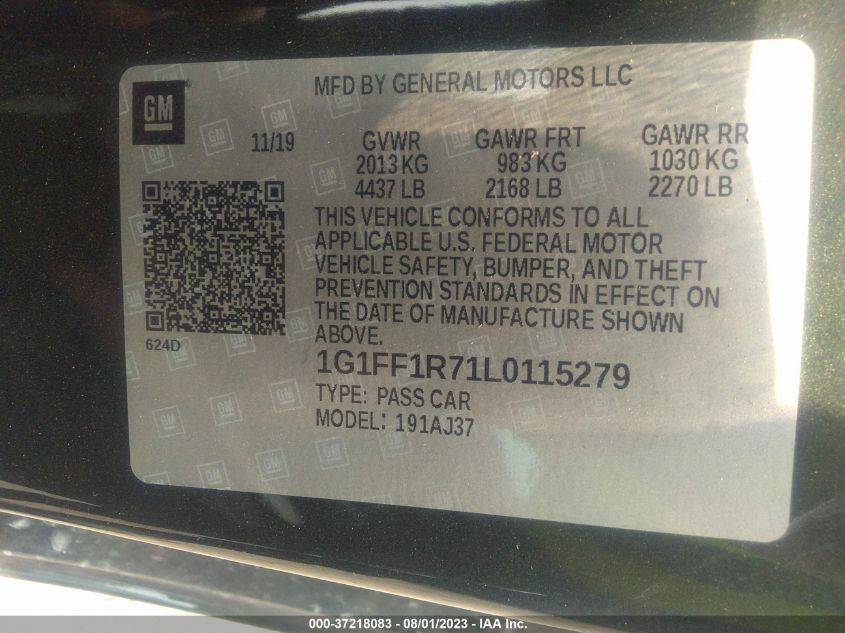 GM
MFD BY GENERAL MOTORS LLC
11/19 GVWR GAWR FRT GAWR RR
2013 KG 983 KG 1030 KG
4437 LB 2168 LB 2270 LB
THIS VEHICLE CONFORMS TO ALL
APPLICABLE U.S. FEDERAL MOTOR
VEHICLE SAFETY, BUMPER, AND THEFT
PREVENTION STANDARDS IN EFFECT ON
THE DATE OF MANUFACTURE SHOWN
ABOVE.
624D
1G1FF1R71L0115279
TYPE: PASS CAR
MODEL: 191AJ37
000-37218083 - 08/01/2023 - IAA Inc.